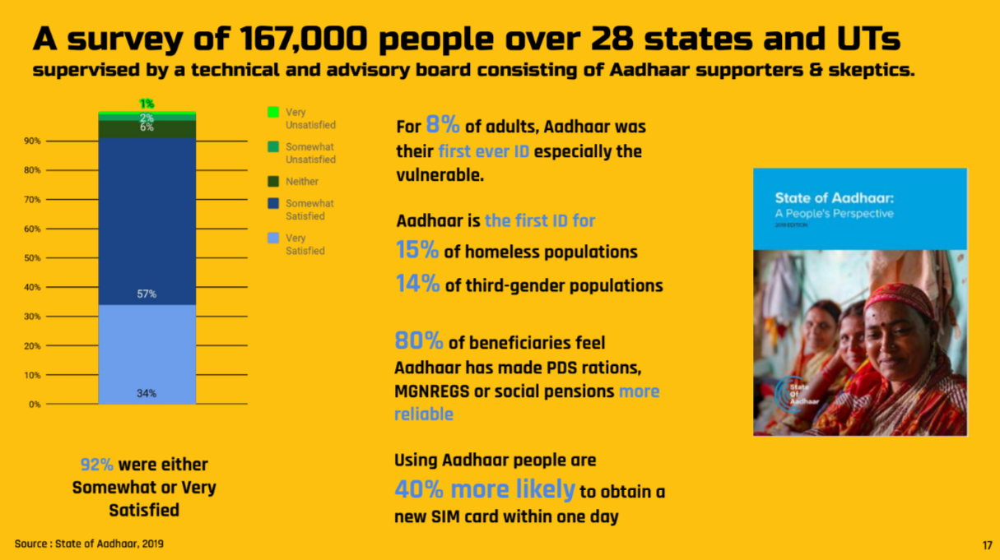 A survey of 167,000 people over 28 states and UTs
supervised by a technical and advisory board consisting of Aadhaar supporters & skeptics.
1%
2%
6%
90%
80%
70%
60%
50%
40%
57%
30%
20%
10%
34%
0%
Very
Unsatisfied
Somewhat
Unsatisfied
Neither
Somewhat
Satisfied
Very
Satisfied
92% were either
Somewhat or Very
Satisfied
For 8% of adults, Aadhaar was
their first ever ID especially the
vulnerable.
Aadhaar is the first ID for
15% of homeless populations
14% of third-gender populations
80% of beneficiaries feel
Aadhaar has made PDS rations,
MGNREGS or social pensions more
reliable
Using Aadhaar people are
40% more likely to obtain a
new SIM card within one day
State of Aadhaar:
A People's Perspective
2019 EDITION
State
Of
Aadhaar
Source : State of Aadhaar, 2019
17